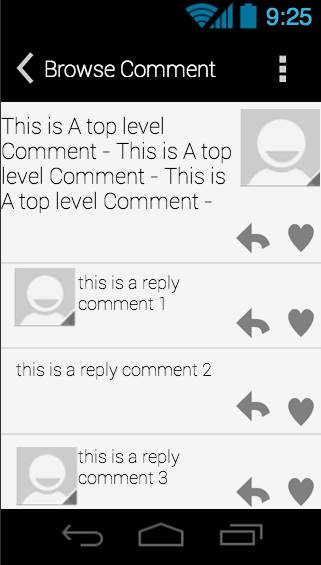 9:25
Browse Comment
This is A top level
Comment - This is A top
level Comment - This is
A top level Comment -
this is a reply
comment 1
this is a reply comment 2
this is a reply
comment 3